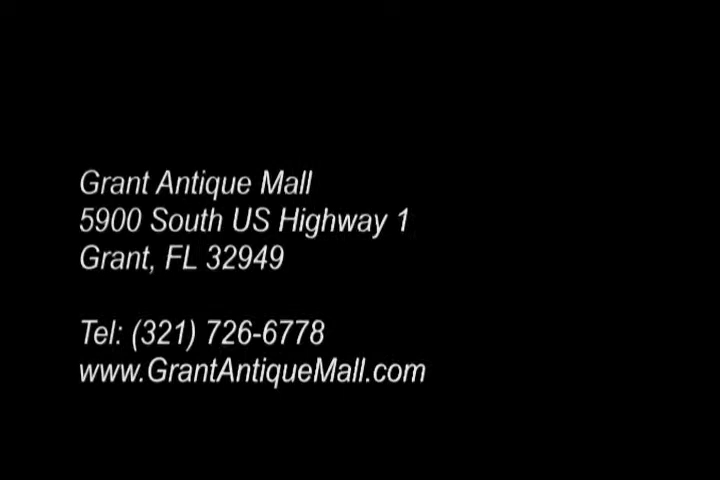 Grant Antique Mall
5900 South US Highway 1
Grant, FL 32949
Tel: (321) 726-6778
www.GrantAntiqueMall.com